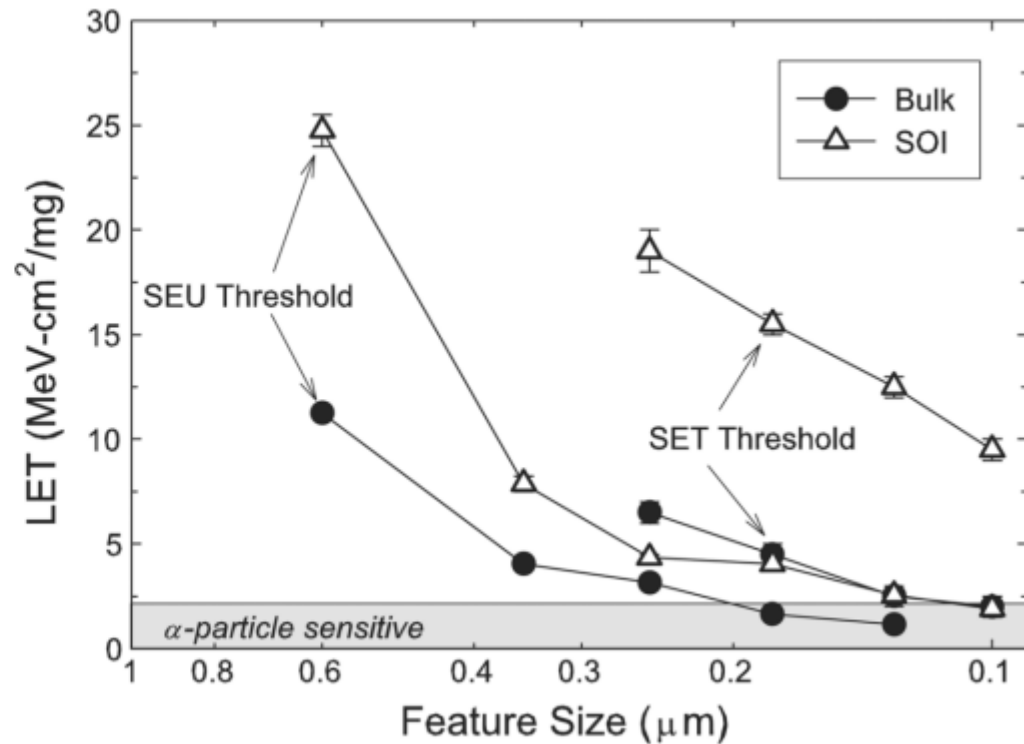 30
25
20
15
10
5
0
LET (MeV-cm²/mg)
Bulk
SOI
SEU Threshold
SET Threshold
α-particle sensitive
1 0.8 0.6 0.4 0.3 0.2 0.1
Feature Size (μm)